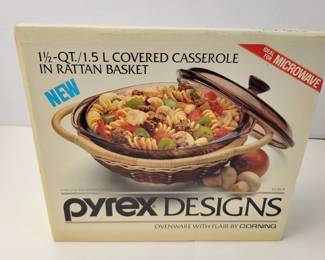 1½-QT./1.5 L COVERED CASSEROLE
IN RATTAN BASKET
IDEAL FOR
MICROWAVE
NEW
pyrex DESIGNS
OVENWARE WITH FLAIR BY CORNING